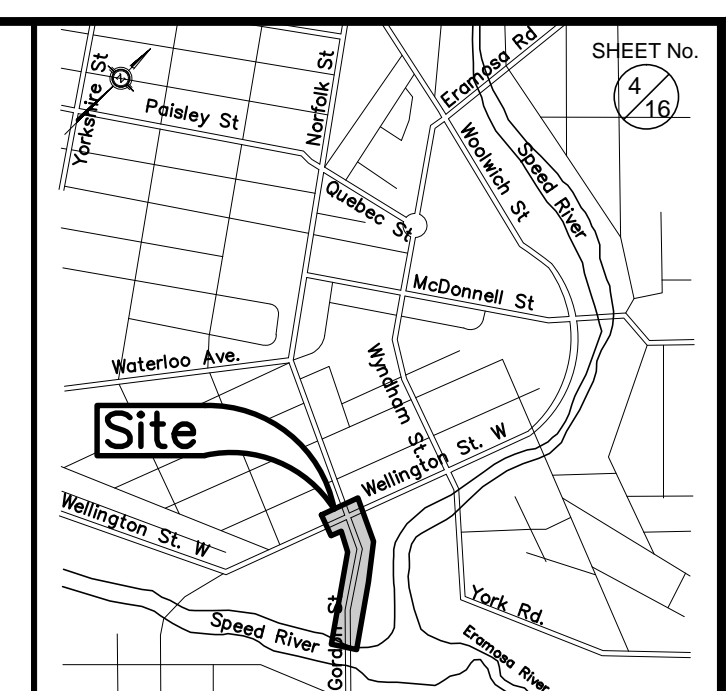 SHEET No.
4
16
Yorkshire St
Norfolk St
Eramosa Rd
N
Paisley St
Woolwich St
Speed River
Quebec St
McDonnell St
Waterloo Ave.
Wyndham St.
Site
Wellington St. W
Wellington St. W
Gordon St
Speed River
York Rd.
Eramosa River